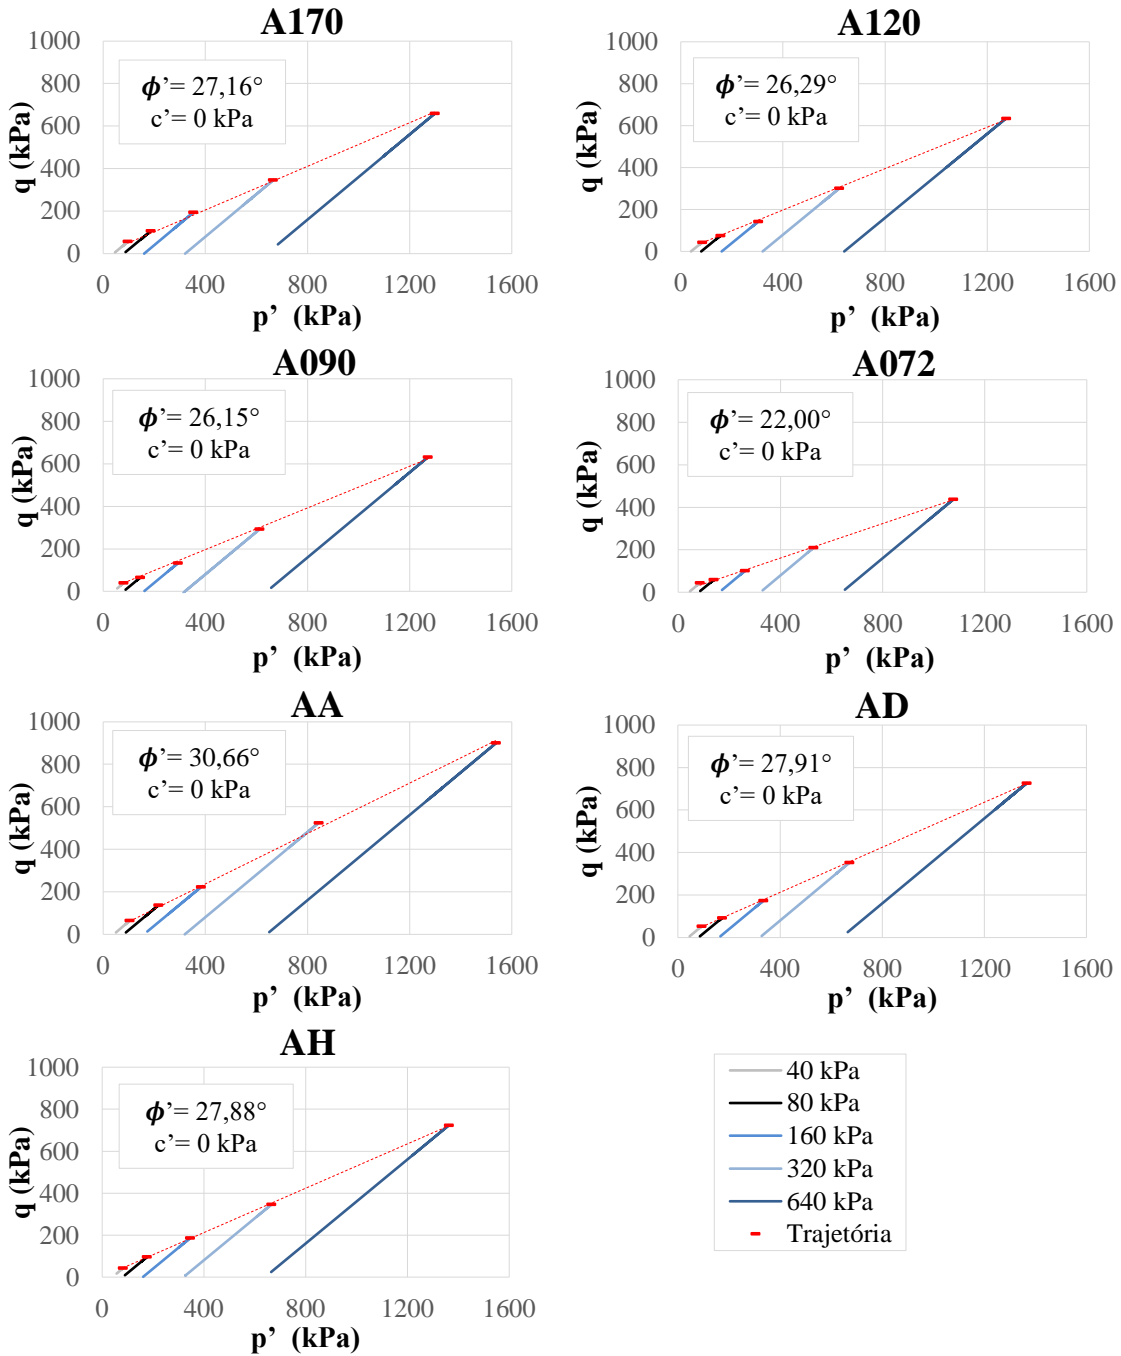 A170
1000
800
600
400
200
0
q (kPa)
ϕ’= 27,16°
c’= 0 kPa
0 400 800 1200 1600
p’ (kPa)
A120
1000
800
600
400
200
0
q (kPa)
ϕ’= 26,29°
c’= 0 kPa
0 400 800 1200 1600
p’ (kPa)
A090
1000
800
600
400
200
0
q (kPa)
ϕ’= 26,15°
c’= 0 kPa
0 400 800 1200 1600
p’ (kPa)
A072
1000
800
600
400
200
0
q (kPa)
ϕ’= 22,00°
c’= 0 kPa
0 400 800 1200 1600
p’ (kPa)
AA
1000
800
600
400
200
0
q (kPa)
ϕ’= 30,66°
c’= 0 kPa
0 400 800 1200 1600
p’ (kPa)
AD
1000
800
600
400
200
0
q (kPa)
ϕ’= 27,91°
c’= 0 kPa
0 400 800 1200 1600
p’ (kPa)
AH
1000
800
600
400
200
0
q (kPa)
ϕ’= 27,88°
c’= 0 kPa
0 400 800 1200 1600
p’ (kPa)
40 kPa
80 kPa
160 kPa
320 kPa
640 kPa
Trajetória